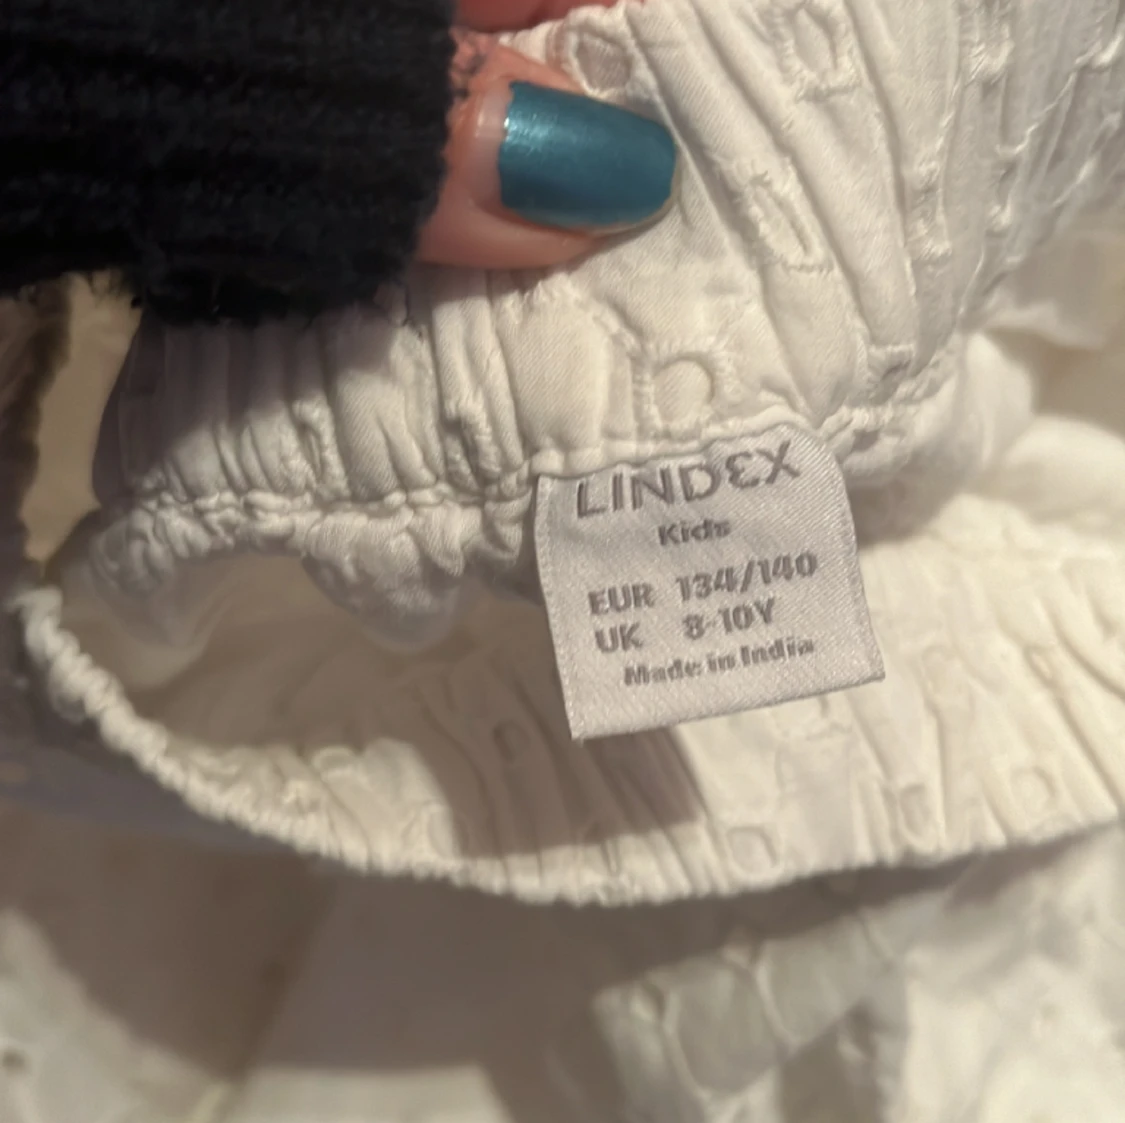 LINDEX
Kids
EUR 134/140
UK 8-10Y
Made in India